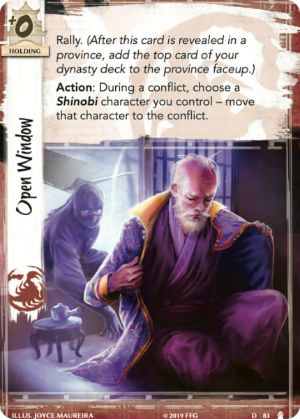 +0
HOLDING
Rally. (After this card is revealed in a
province, add the top card of your
dynasty deck to the province faceup.)
Action: During a conflict, choose a
Shinobi character you control – move
that character to the conflict.
Open Window
ILLUS. JOYCE MAUREIRA
© 2019 FFG
D 83